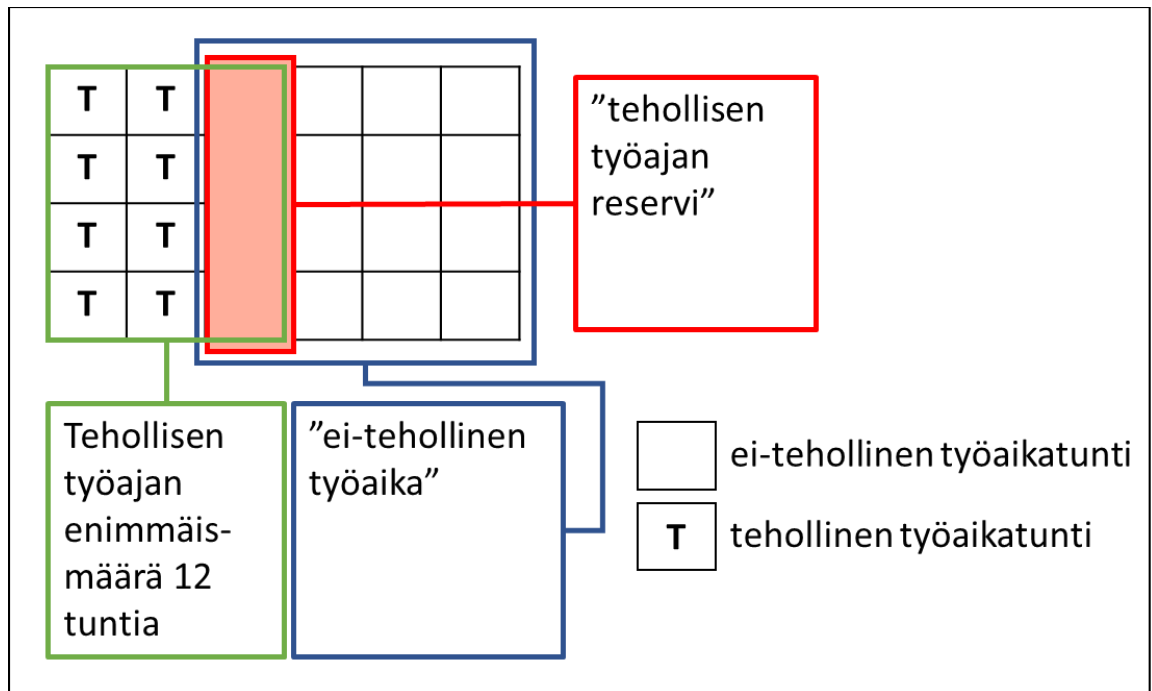 T T
T T
T T
T T
”tehollisen
työajan
reservi”
Tehollisen
työajan
enimmäis-
määrä 12
tuntia
”ei-tehollinen
työaika”
ei-tehollinen työaikatunti
T tehollinen työaikatunti